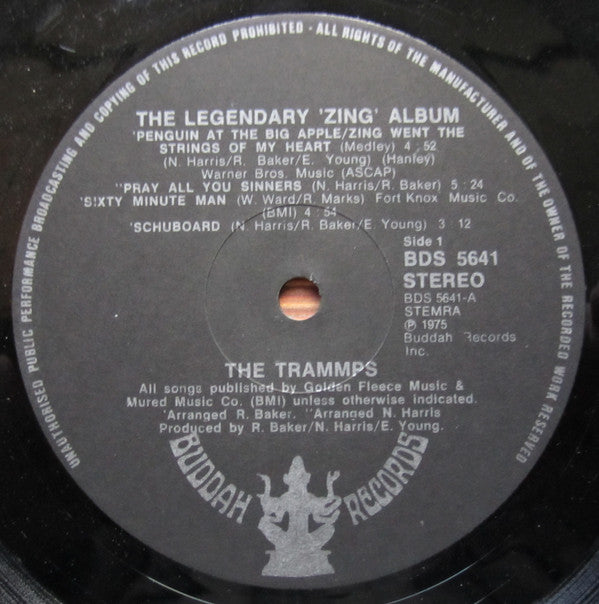 UNAUTHORISED PUBLIC PERFORMANCE BROADCASTING AND COPYING OF THIS RECORD PROHIBITED · ALL RIGHTS OF THE MANUFACTURER AND OF THE OWNER OF THE RECORDED WORK RESERVED
THE LEGENDARY 'ZING' ALBUM
'PENGUIN AT THE BIG APPLE/ZING WENT THE
STRINGS OF MY HEART (Medley) 4:52
(N. Harris/R. Baker/E. Young) (Hanley)
Warner Bros. Music (ASCAP)
''PRAY ALL YOU SINNERS (N. Harris/R. Baker) 5:24
'SIXTY MINUTE MAN (W. Ward/R. Marks) Fort Knox Music Co.
(BMI) 4:54
'SCHUBOARD (N. Harris/R. Baker/E. Young) 3:12
Side 1
BDS 5641
STEREO
BDS 5641-A
STEMRA
℗ 1975
Buddah Records
Inc.
THE TRAMMPS
All songs published by Golden Fleece Music &
Mured Music Co. (BMI) unless otherwise indicated.
'Arranged R. Baker. ''Arranged N. Harris
Produced by R. Baker/N. Harris/E. Young.
BUDDAH RECORDS